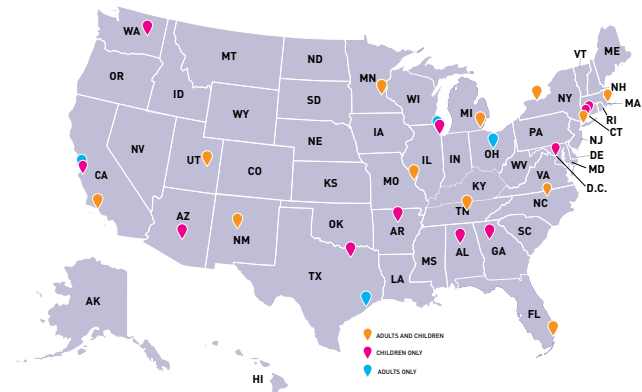 WA
MT
ND
MN
VT
ME
OR
ID
SD
WI
MI
NY
NH
MA
RI
CT
WY
IA
PA
NJ
NV
NE
IL
IN
OH
DE
MD
D.C.
CA
UT
CO
KS
MO
KY
WV
VA
AZ
NM
OK
AR
TN
NC
SC
TX
LA
MS
AL
GA
FL
AK
HI
ADULTS AND CHILDREN
CHILDREN ONLY
ADULTS ONLY